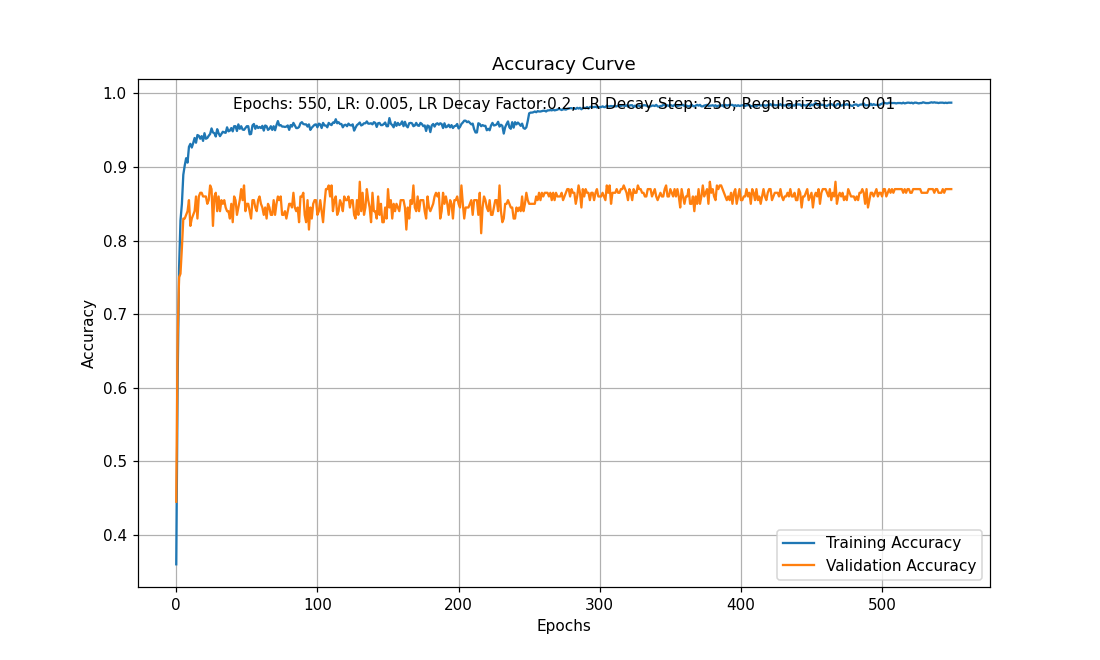 Accuracy Curve
Epochs: 550, LR: 0.005, LR Decay Factor:0.2, LR Decay Step: 250, Regularization: 0.01
1.0
0.9
0.8
0.7
0.6
0.5
0.4
Accuracy
Training Accuracy
Validation Accuracy
0 100 200 300 400 500
Epochs